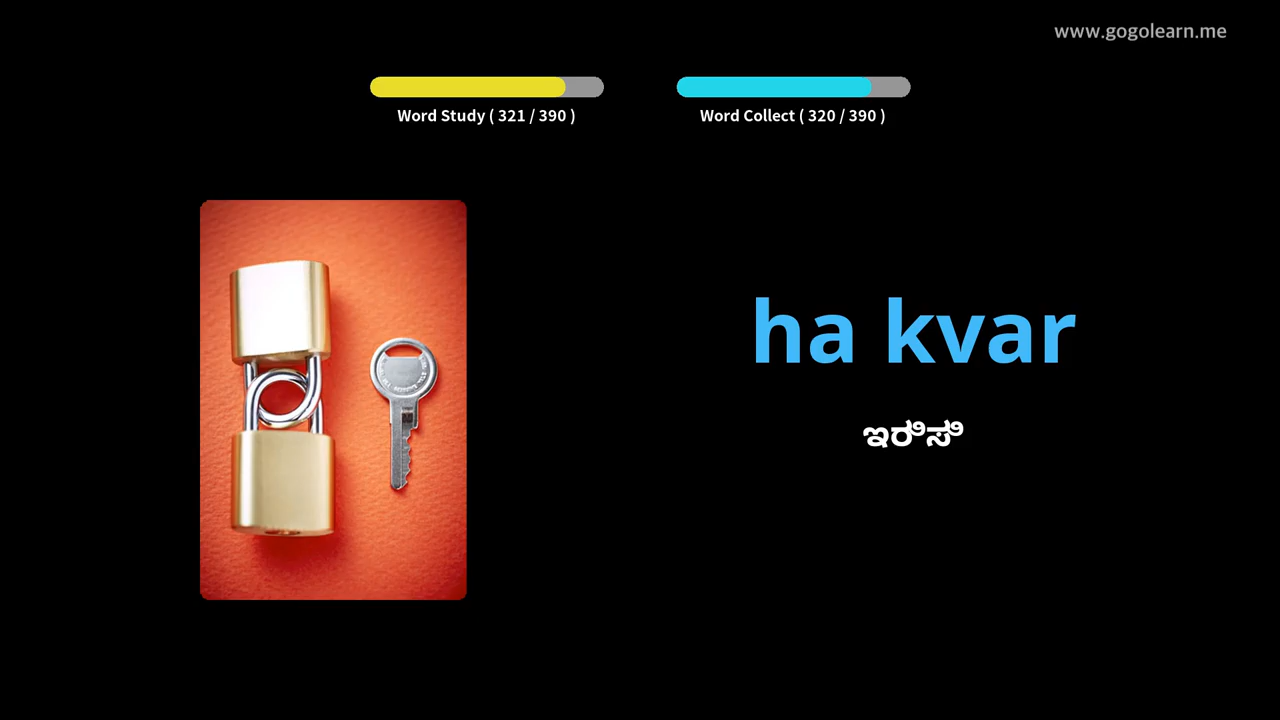 www.gogolearn.me
Word Study ( 321 / 390 )
Word Collect ( 320 / 390 )
ha kvar
ಇರಿಸಿ